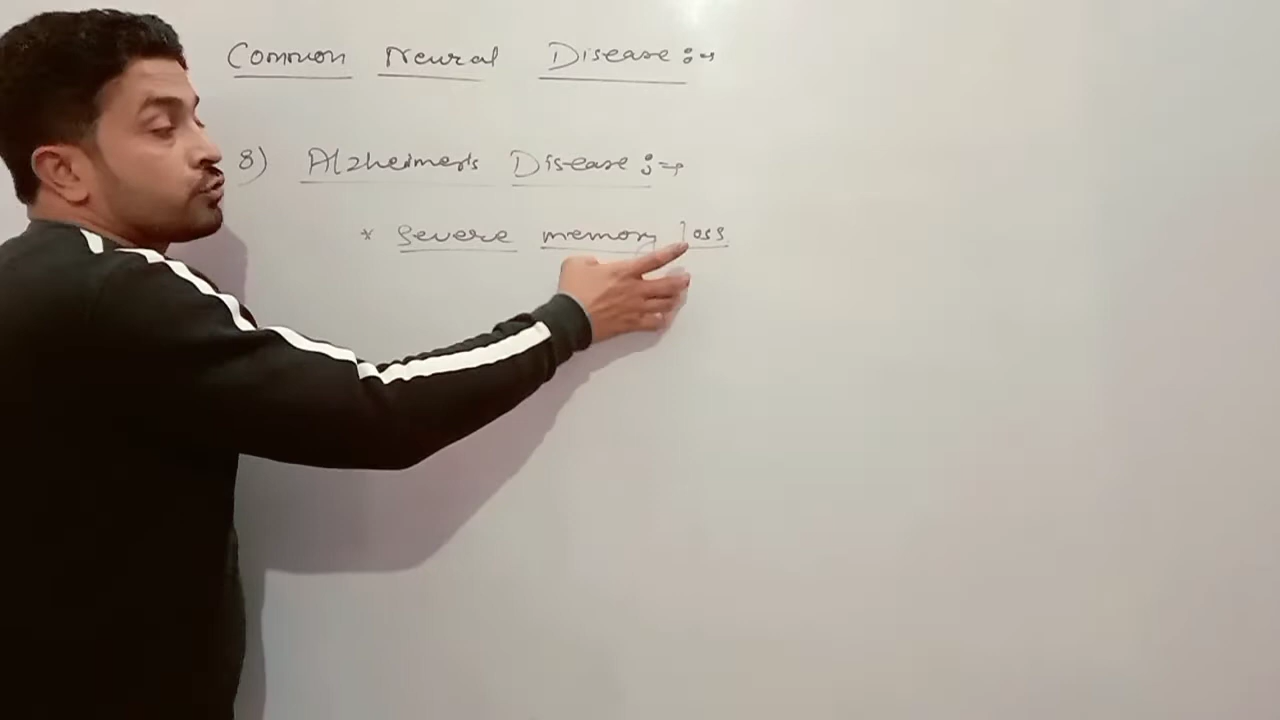 Common Neural Disease:→
8) Alzheimer's Disease:→
* Severe memory loss